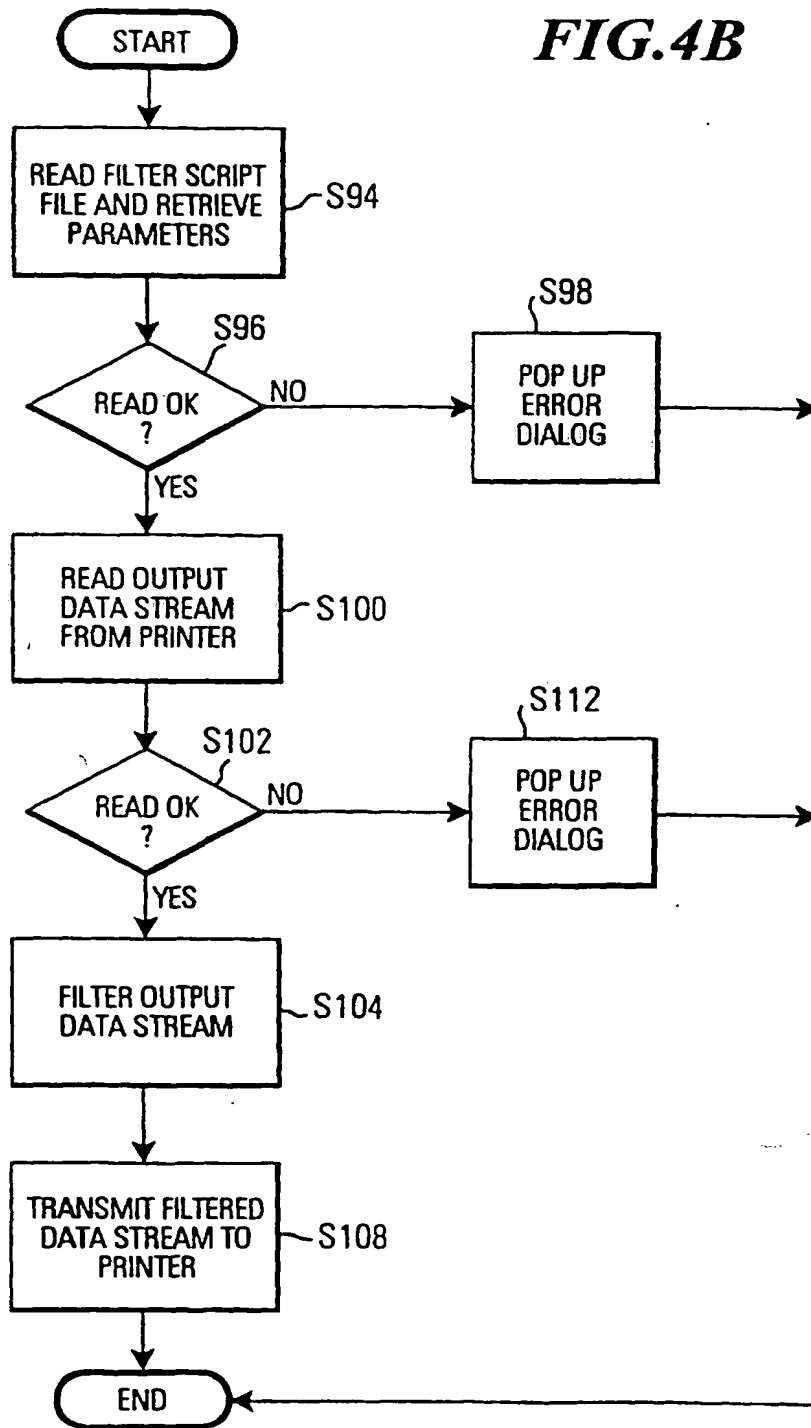 START
FIG.4B
READ FILTER SCRIPT
FILE AND RETRIEVE
PARAMETERS
S94
S96
S98
READ OK
?
NO
POP UP
ERROR
DIALOG
YES
READ OUTPUT
DATA STREAM
FROM PRINTER
S100
S102
S112
READ OK
?
NO
POP UP
ERROR
DIALOG
YES
FILTER OUTPUT
DATA STREAM
S104
TRANSMIT FILTERED
DATA STREAM TO
PRINTER
S108
END